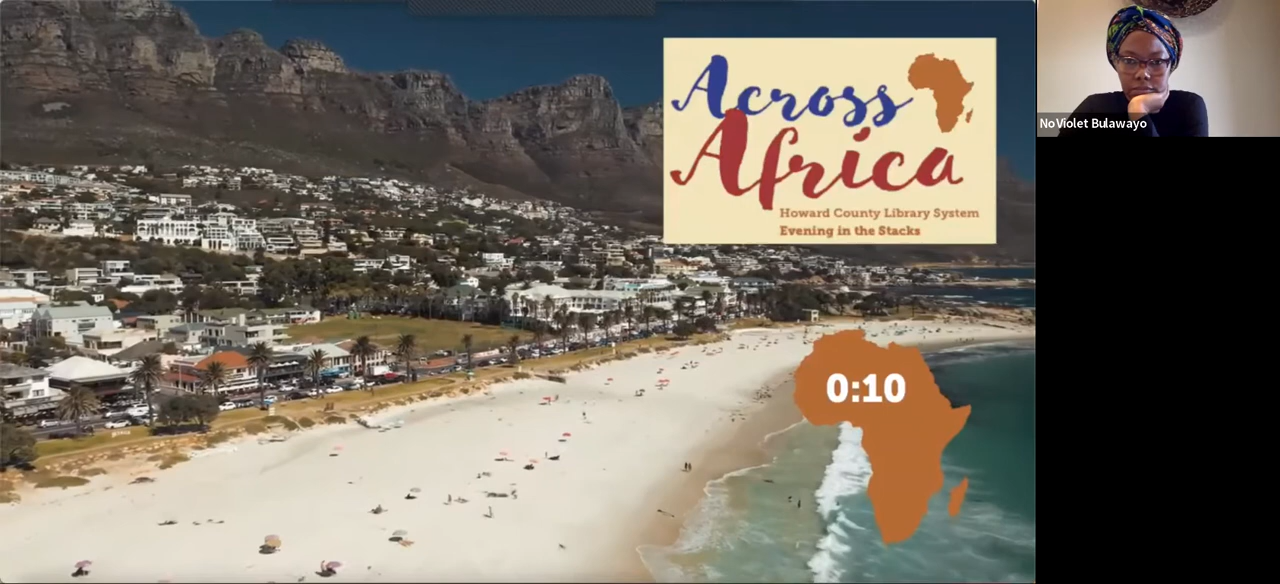 Across
Africa
Howard County Library System
Evening in the Stacks
0:10
NoViolet Bulawayo